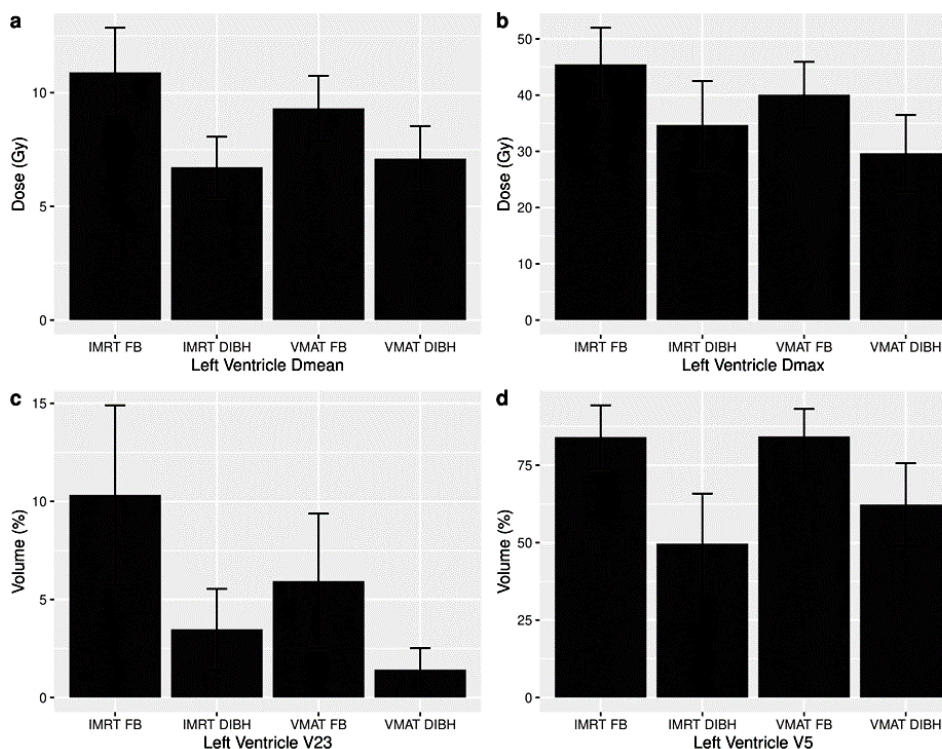 a
Dose (Gy)
10
5
0
IMRT FB IMRT DIBH VMAT FB VMAT DIBH
Left Ventricle Dmean
b
Dose (Gy)
50
40
30
20
10
0
IMRT FB IMRT DIBH VMAT FB VMAT DIBH
Left Ventricle Dmax
c
Volume (%)
15
10
5
0
IMRT FB IMRT DIBH VMAT FB VMAT DIBH
Left Ventricle V23
d
Volume (%)
75
50
25
0
IMRT FB IMRT DIBH VMAT FB VMAT DIBH
Left Ventricle V5